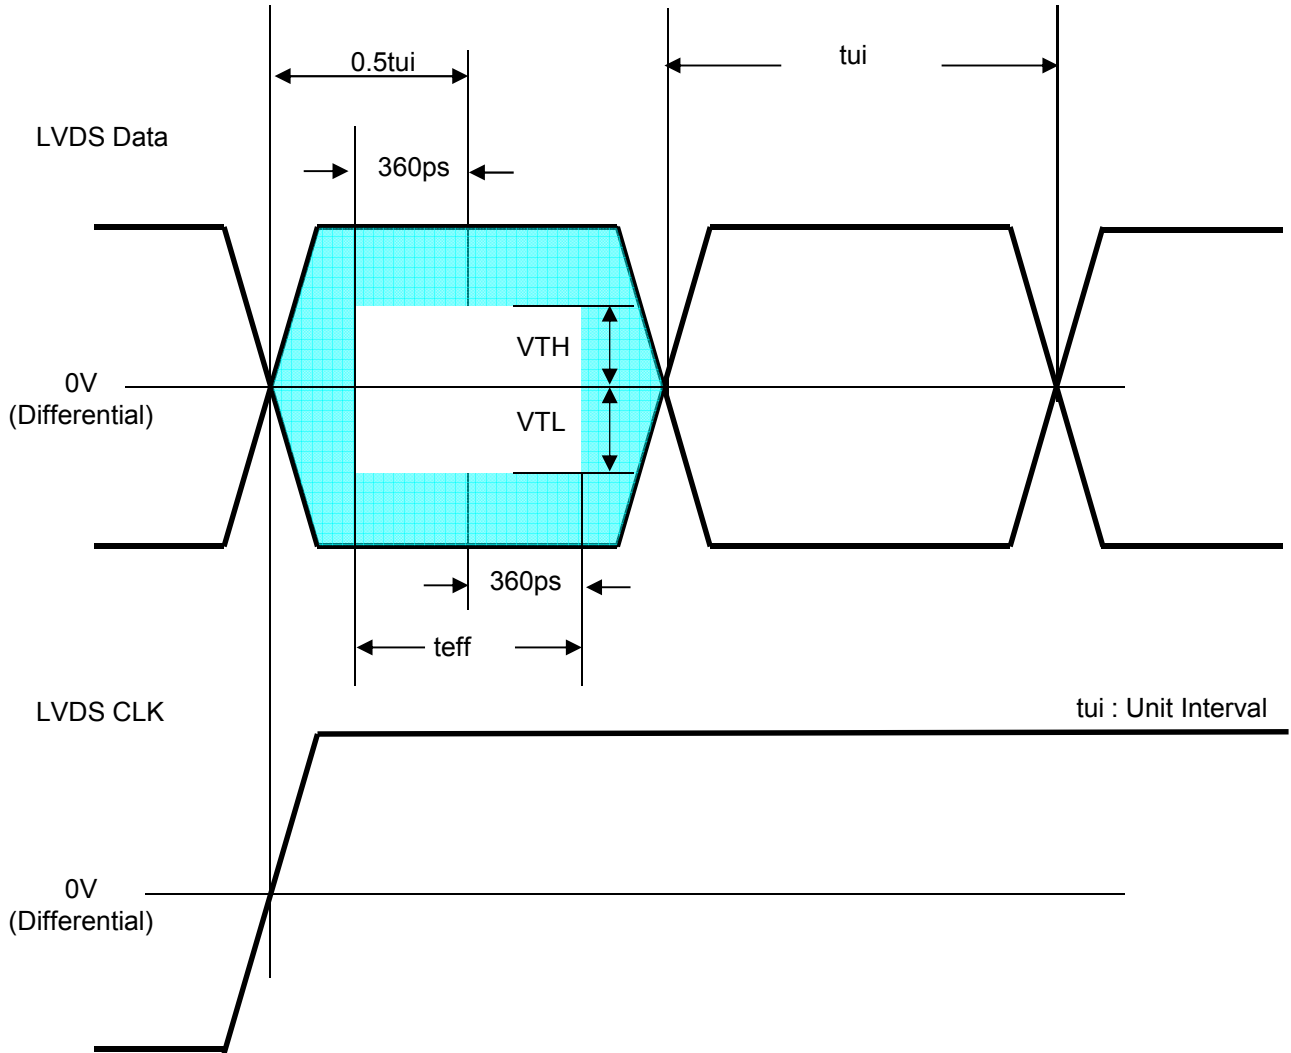 0.5tui
tui
LVDS Data
360ps
VTH
0V
(Differential)
VTL
360ps
teff
LVDS CLK
tui : Unit Interval
0V
(Differential)